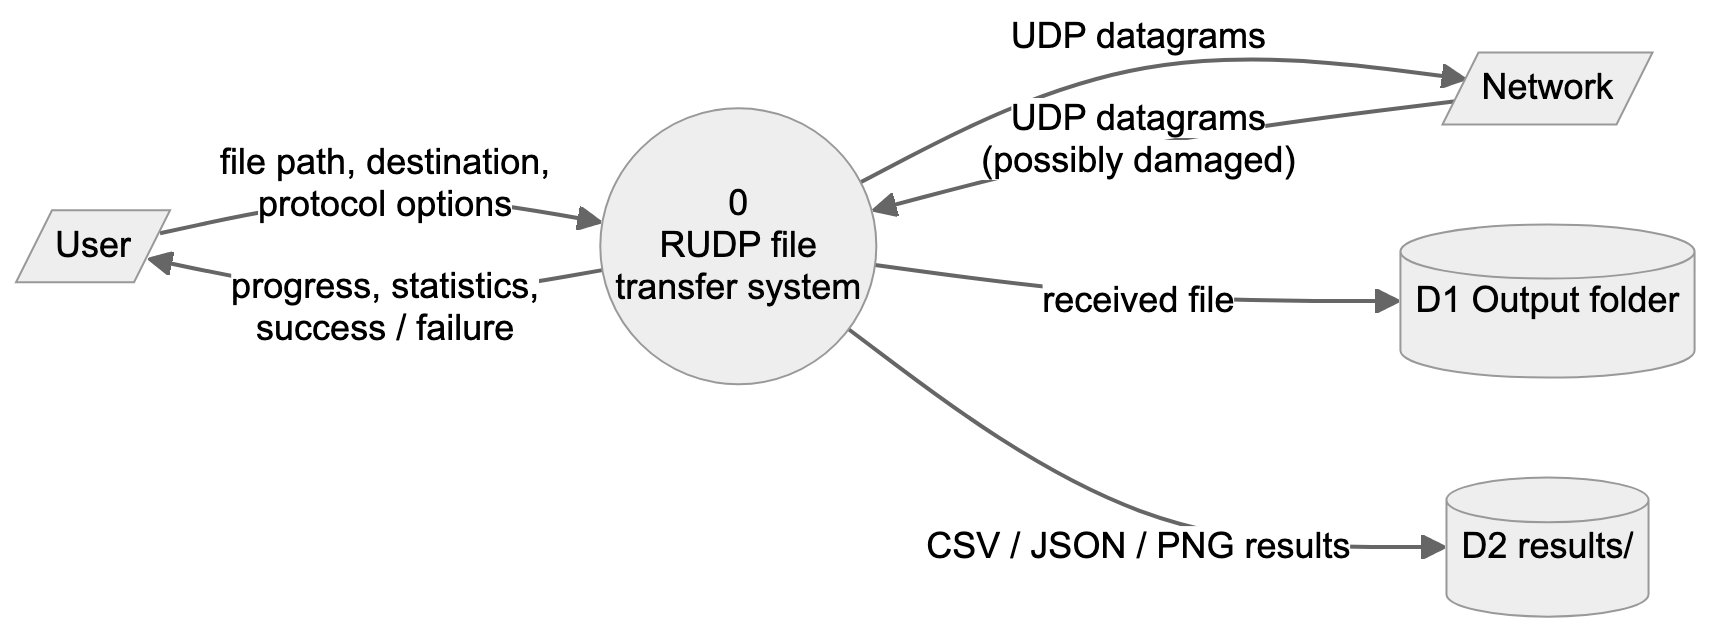 UDP datagrams
Network
UDP datagrams
(possibly damaged)
file path, destination,
protocol options
User
0
RUDP file
transfer system
progress, statistics,
success / failure
received file
D1 Output folder
CSV / JSON / PNG results
D2 results/